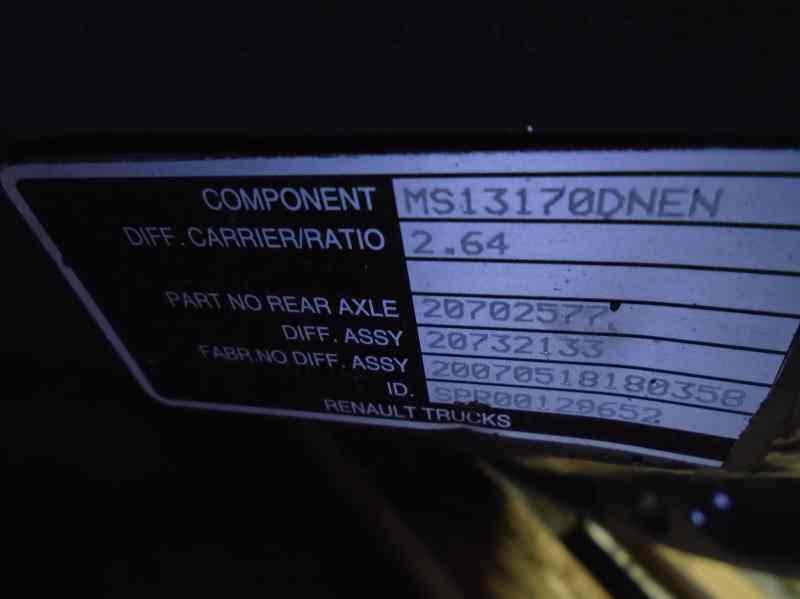 COMPONENT MS13170DNEN
DIFF. CARRIER/RATIO 2.64
PART NO REAR AXLE 20702577
DIFF. ASSY 20732133
FABR.NO DIFF. ASSY 20070518180358
ID. SPR00129652
RENAULT TRUCKS